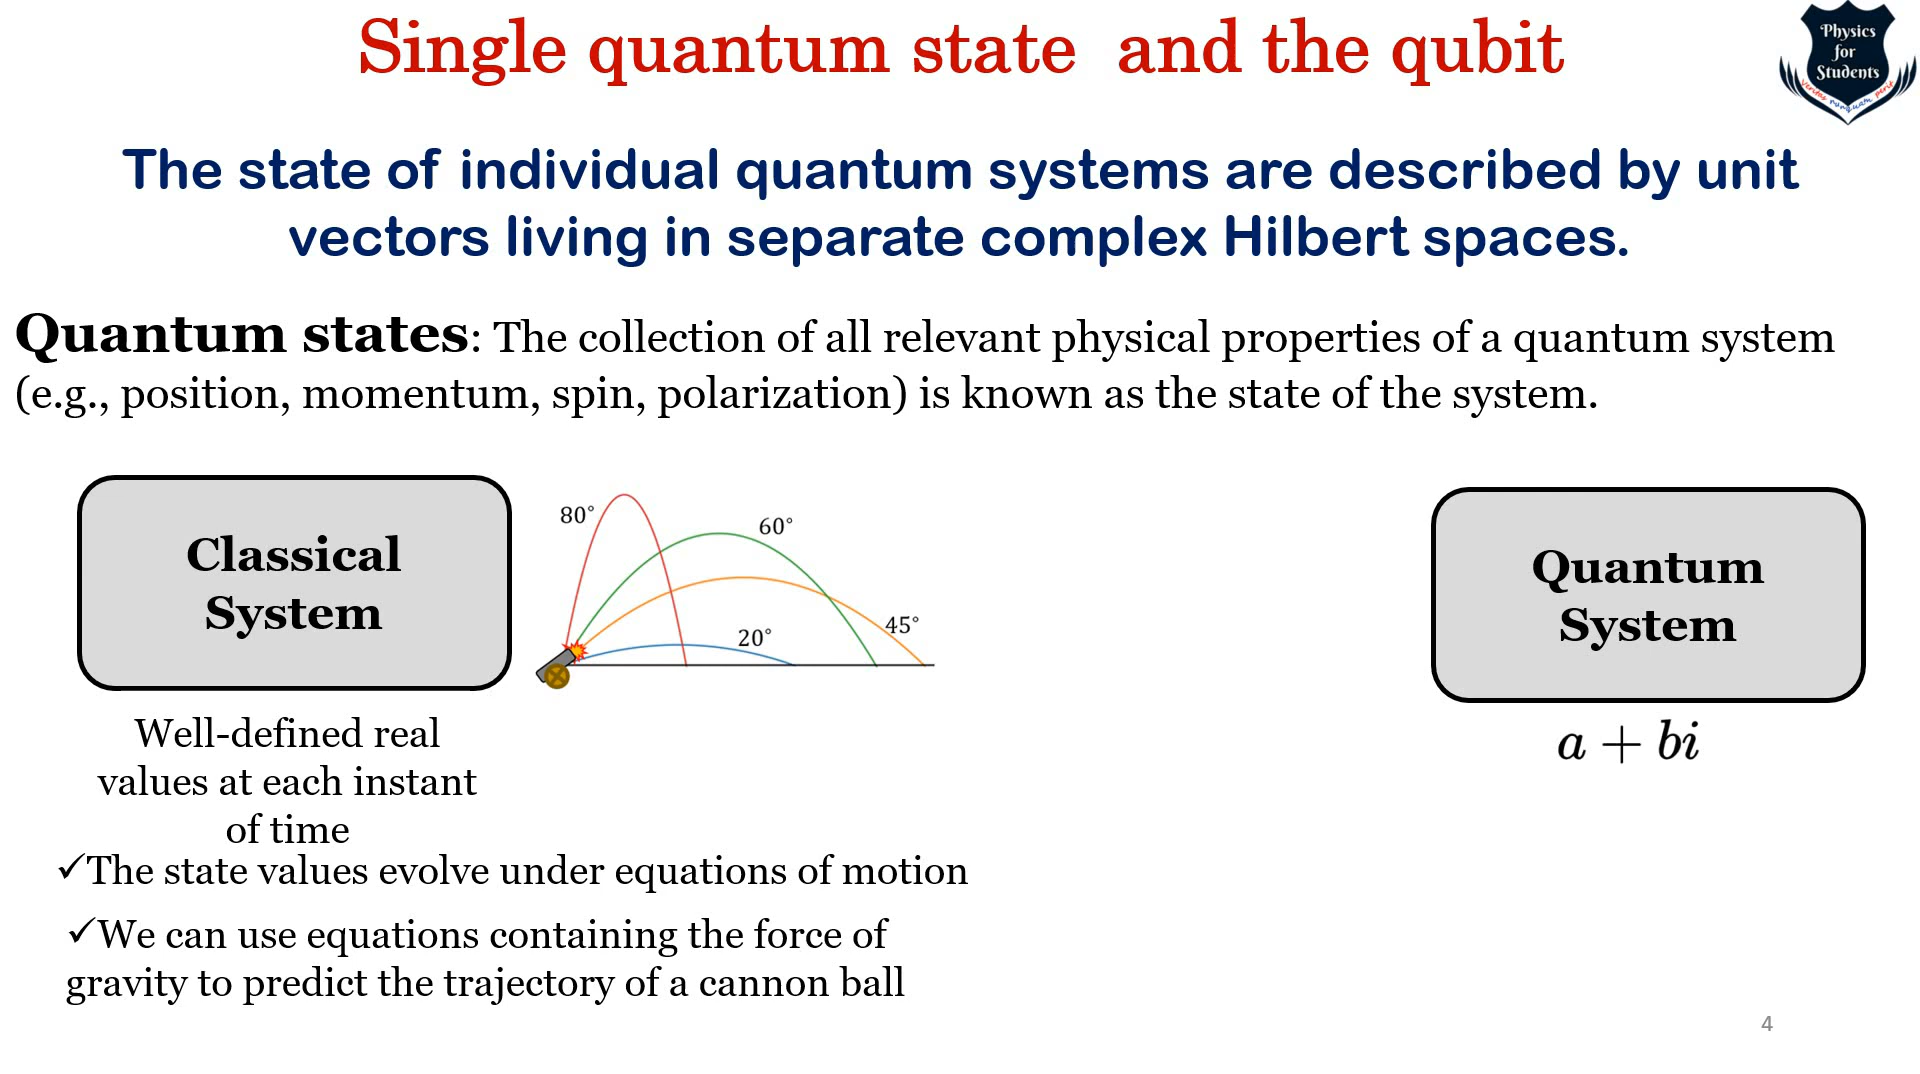 Single quantum state and the qubit
Physics
for
Students
veritas nunquam perit
The state of individual quantum systems are described by unit
vectors living in separate complex Hilbert spaces.
Quantum states: The collection of all relevant physical properties of a quantum system
(e.g., position, momentum, spin, polarization) is known as the state of the system.
Classical
System
80°
60°
45°
20°
Quantum
System
Well-defined real
values at each instant
of time
a + bi
✓The state values evolve under equations of motion
✓We can use equations containing the force of
gravity to predict the trajectory of a cannon ball
4